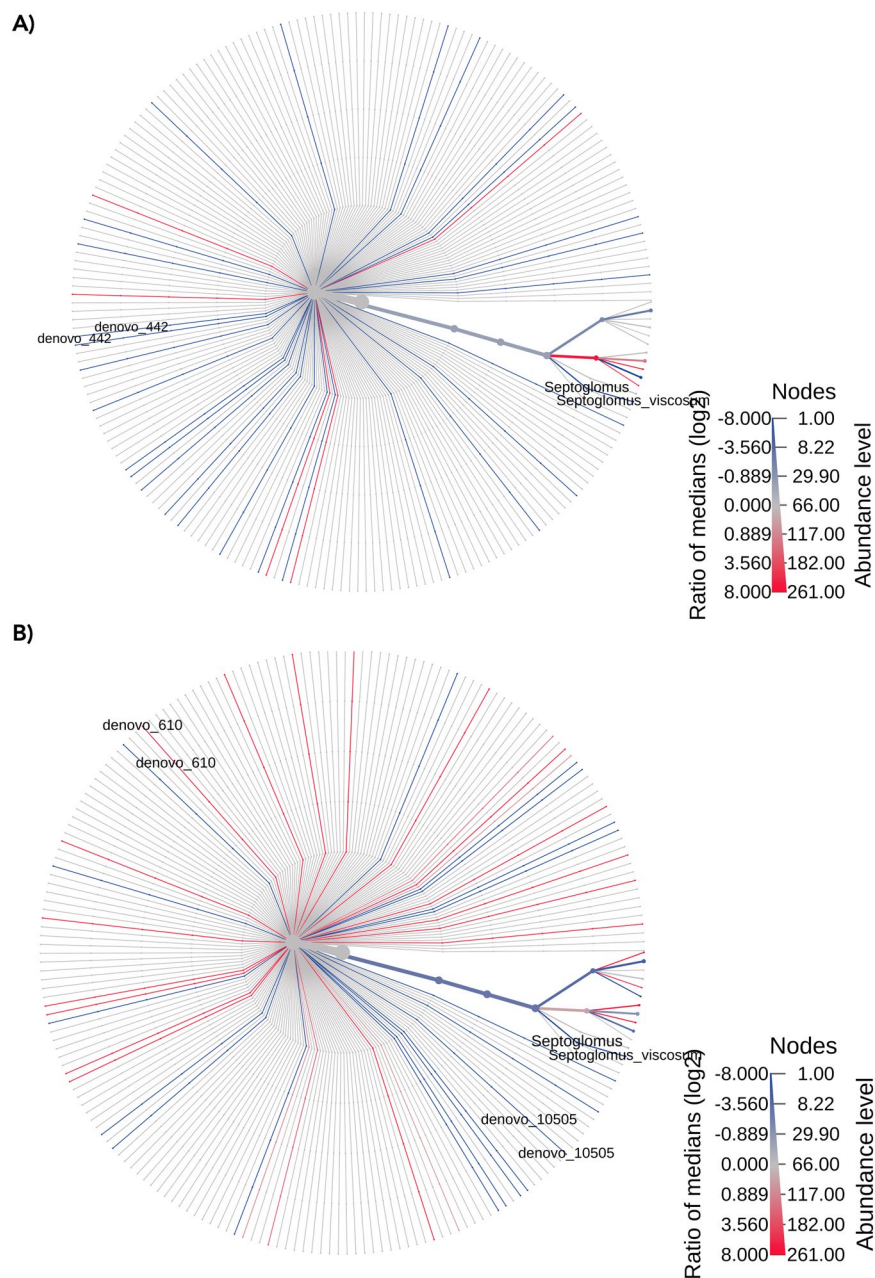 A)
denovo_442
denovo_442
Septoglomus
Septoglomus_viscosum
Nodes
Ratio of medians (log2)
Abundance level
-8.000 1.00
-3.560 8.22
-0.889 29.90
0.000 66.00
0.889 117.00
3.560 182.00
8.000 261.00
B)
denovo_610
denovo_610
Septoglomus
Septoglomus_viscosum
denovo_10505
denovo_10505
Nodes
Ratio of medians (log2)
Abundance level
-8.000 1.00
-3.560 8.22
-0.889 29.90
0.000 66.00
0.889 117.00
3.560 182.00
8.000 261.00